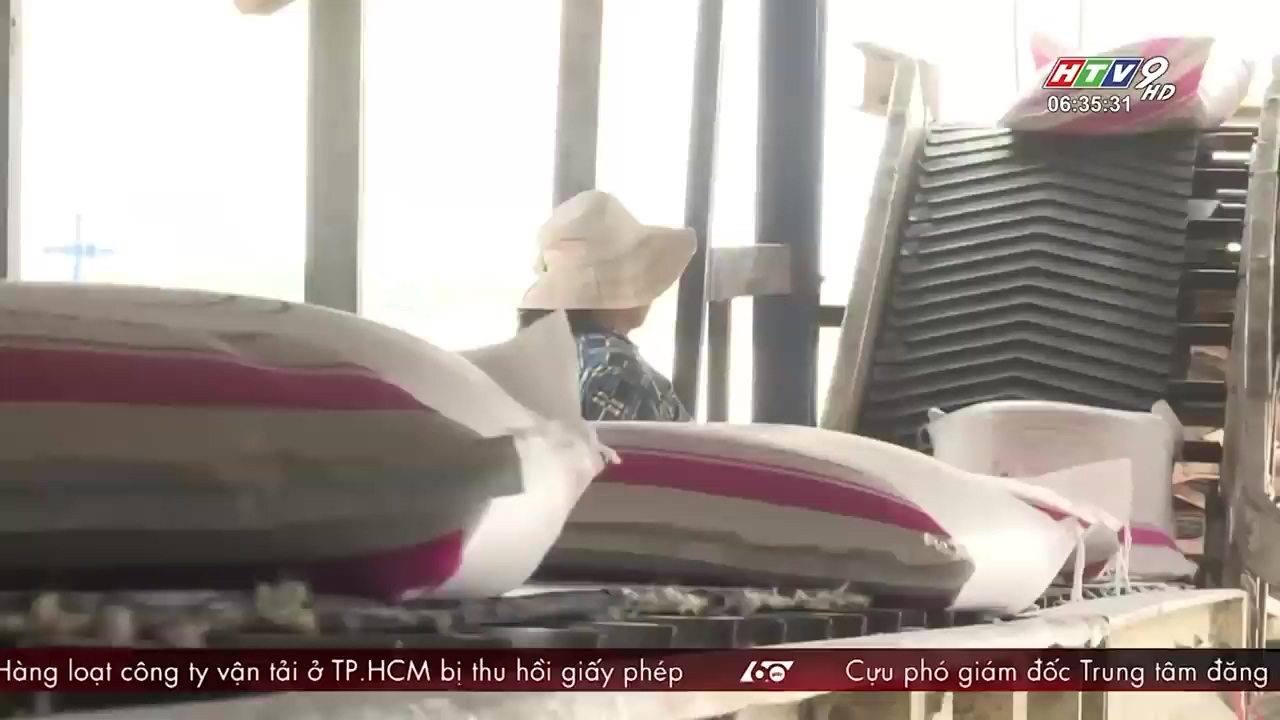 HTV9 HD
06:35:31
Hàng loạt công ty vận tải ở TP.HCM bị thu hồi giấy phép 60 Cựu phó giám đốc Trung tâm đăng